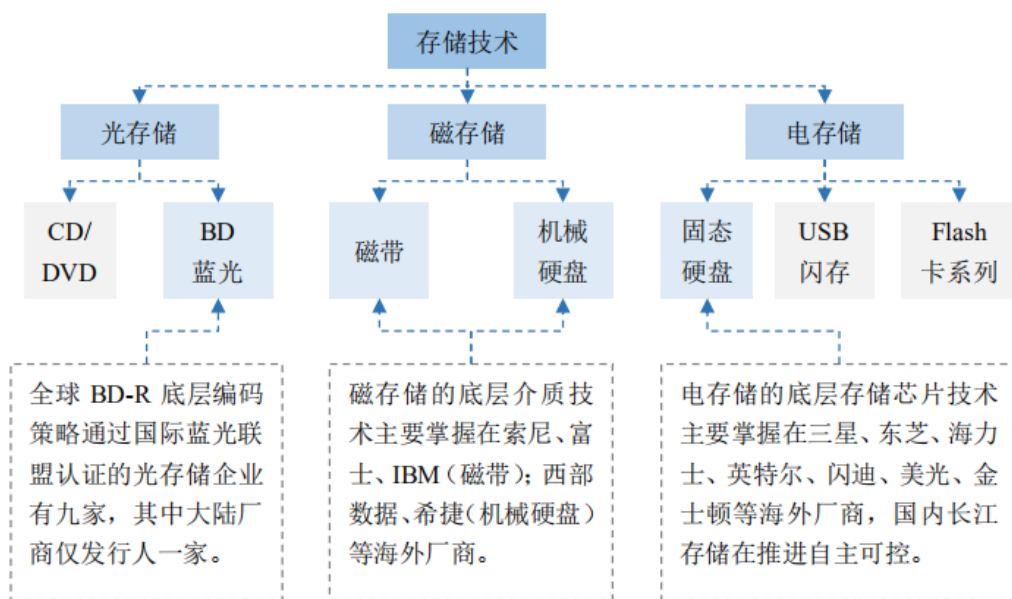 存储技术
光存储
磁存储
电存储
CD/
DVD
BD
蓝光
磁带
机械
硬盘
固态
硬盘
USB
闪存
Flash
卡系列
全球 BD-R 底层编码
策略通过国际蓝光联
盟认证的光存储企业
有九家，其中大陆厂
商仅发行人一家。
磁存储的底层介质技
术主要掌握在索尼、富
士、IBM（磁带）；西部
数据、希捷（机械硬盘）
等海外厂商。
电存储的底层存储芯片技术
主要掌握在三星、东芝、海力
士、英特尔、闪迪、美光、金
士顿等海外厂商，国内长江
存储在推进自主可控。